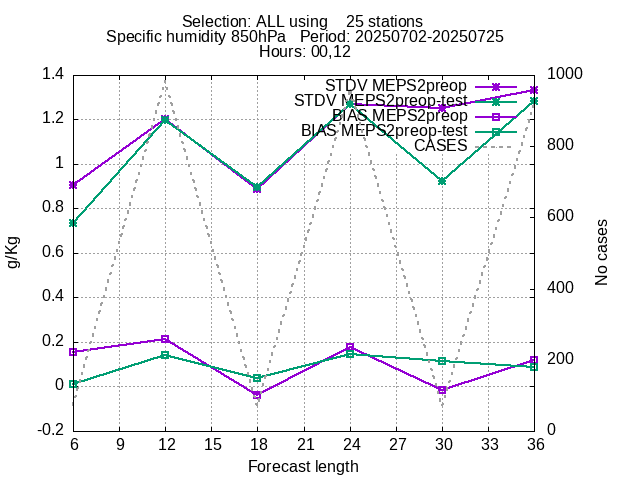 Selection: ALL using    25 stations
Specific humidity 850hPa   Period: 20250702-20250725
Hours: 00,12
STDV MEPS2preop
STDV MEPS2preop-test
BIAS MEPS2preop
BIAS MEPS2preop-test
CASES
1.4
1.2
1
0.8
0.6
0.4
0.2
0
-0.2
g/Kg
1000
800
600
400
200
0
No cases
6 9 12 15 18 21 24 27 30 33 36
Forecast length